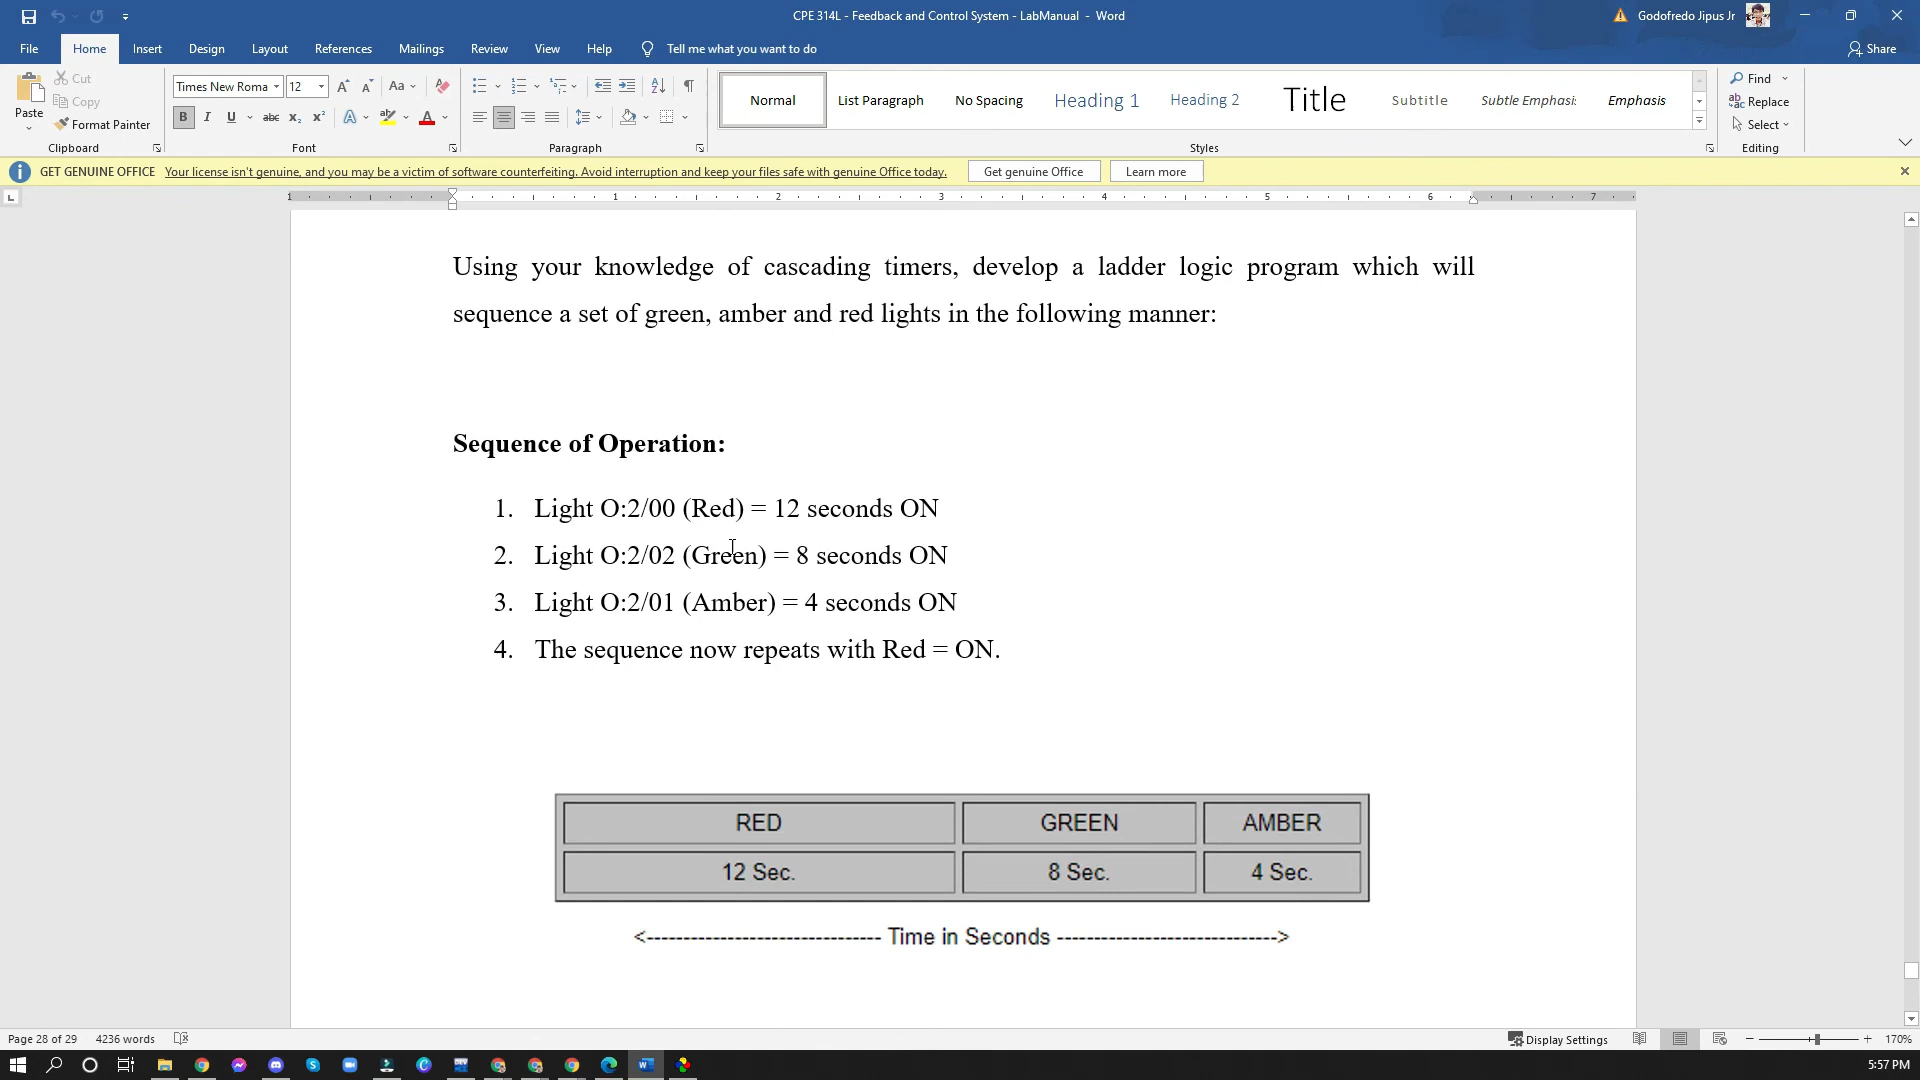 CPE 314L - Feedback and Control System - LabManual - Word
Godofredo Jipus Jr
File Home Insert Design Layout References Mailings Review View Help Tell me what you want to do Share
Paste
Cut
Copy
Format Painter
Clipboard
Times New Roma 12
Font
Paragraph
Normal List Paragraph No Spacing Heading 1 Heading 2 Title Subtitle Subtle Emphasi: Emphasis
Styles
Find
Replace
Select
Editing
GET GENUINE OFFICE Your license isn't genuine, and you may be a victim of software counterfeiting. Avoid interruption and keep your files safe with genuine Office today. Get genuine Office Learn more
1 1 2 3 4 5 6 7
Using your knowledge of cascading timers, develop a ladder logic program which will
sequence a set of green, amber and red lights in the following manner:
Sequence of Operation:
1. Light O:2/00 (Red) = 12 seconds ON
2. Light O:2/02 (Green) = 8 seconds ON
3. Light O:2/01 (Amber) = 4 seconds ON
4. The sequence now repeats with Red = ON.
RED GREEN AMBER
12 Sec. 8 Sec. 4 Sec.
<------------------------------- Time in Seconds ----------------------------->
Page 28 of 29 4236 words Display Settings 170%
5:57 PM